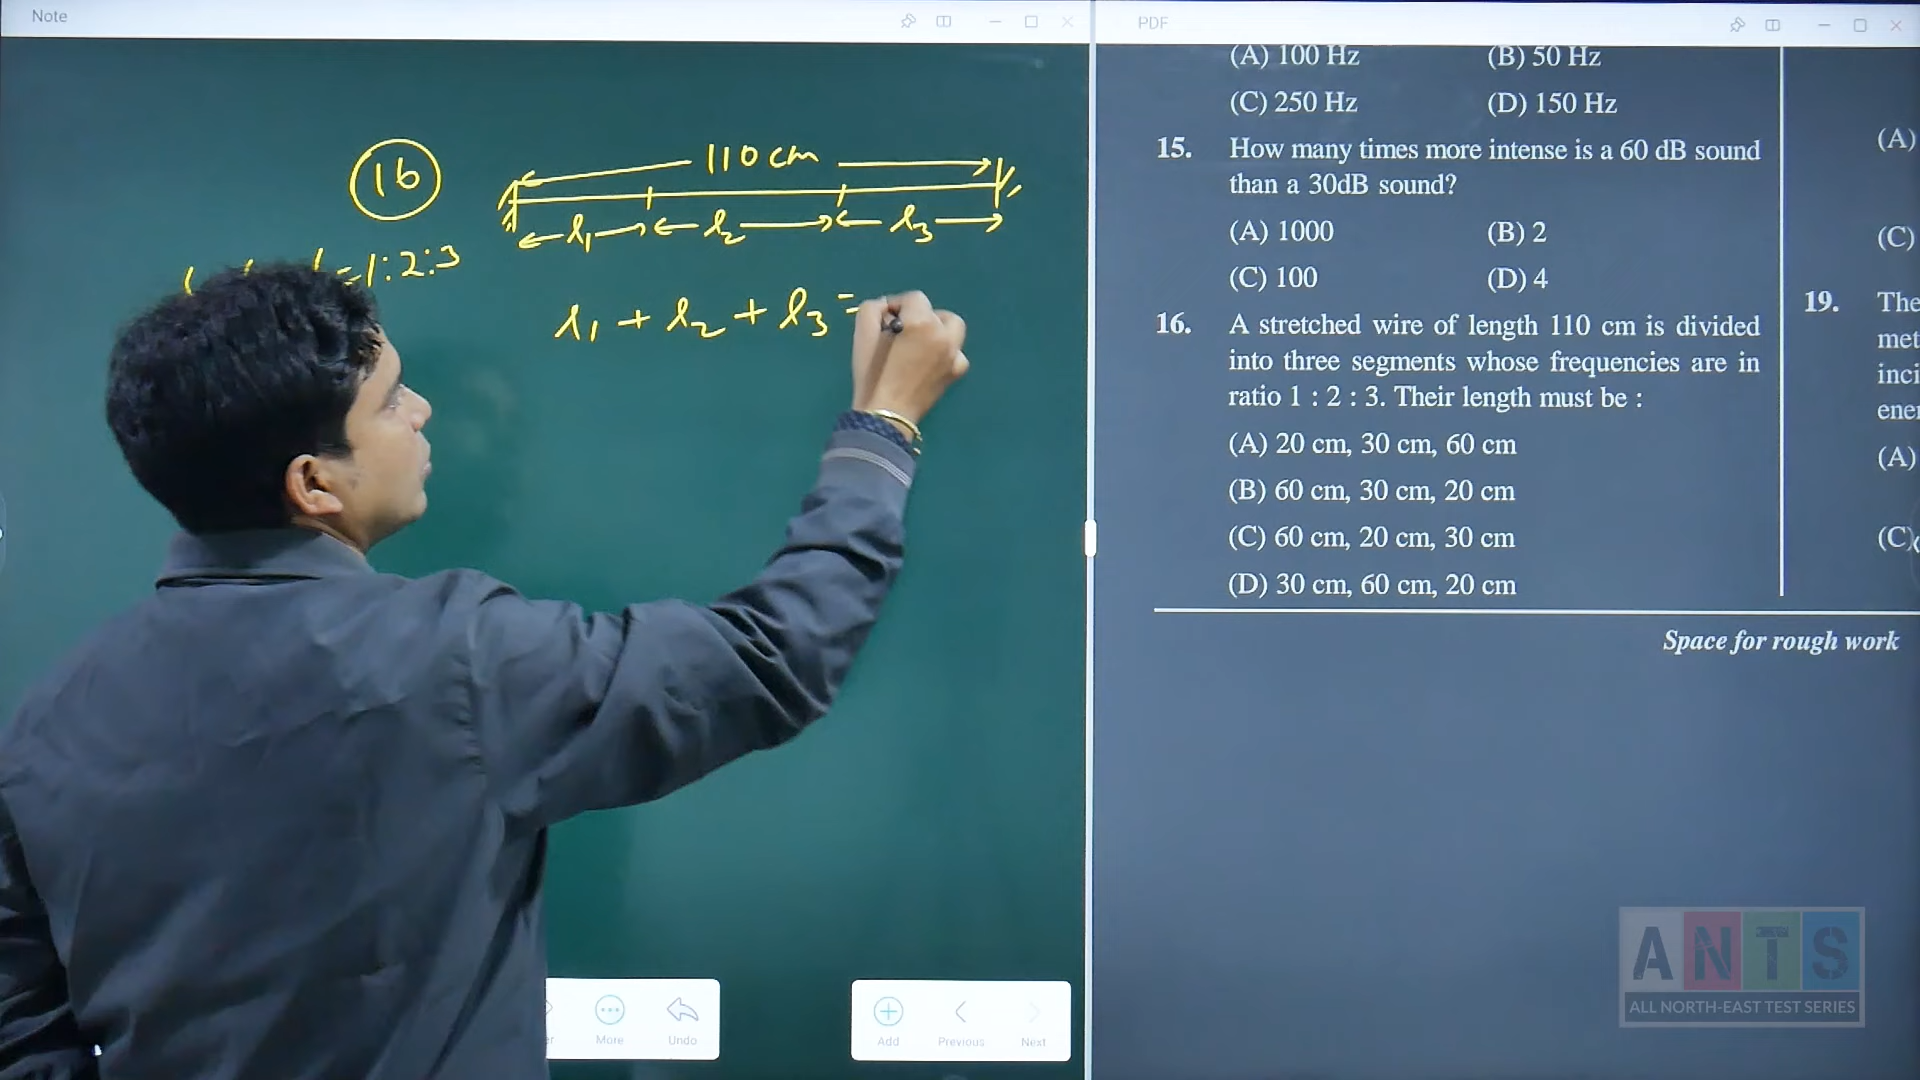 Note
16
110 cm
l1 l2 l3
=1:2:3
l1 + l2 + l3 =
More
Undo
Add
Previous
Next
PDF
(A) 100 Hz (B) 50 Hz
(C) 250 Hz (D) 150 Hz
15. How many times more intense is a 60 dB sound
than a 30dB sound?
(A) 1000 (B) 2
(C) 100 (D) 4
16. A stretched wire of length 110 cm is divided
into three segments whose frequencies are in
ratio 1 : 2 : 3. Their length must be :
(A) 20 cm, 30 cm, 60 cm
(B) 60 cm, 30 cm, 20 cm
(C) 60 cm, 20 cm, 30 cm
(D) 30 cm, 60 cm, 20 cm
(A)
(C)
19. The
met
inci
ener
(A)
(C)
Space for rough work
ANTS
ALL NORTH-EAST TEST SERIES